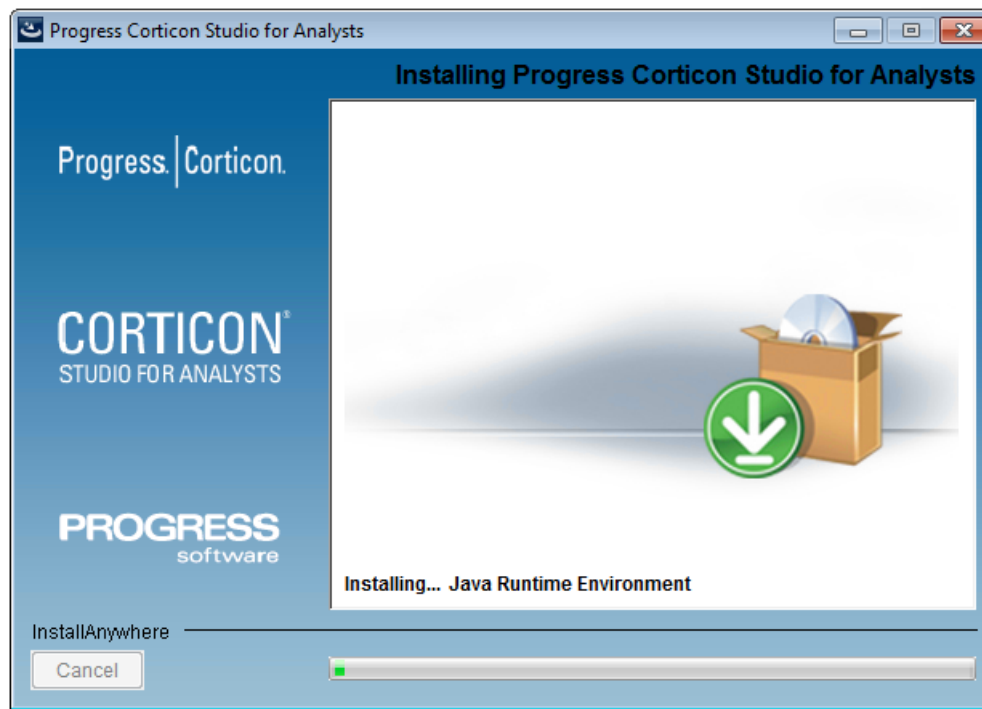 Progress Corticon Studio for Analysts
Installing Progress Corticon Studio for Analysts
Progress. Corticon.
CORTICON®
STUDIO FOR ANALYSTS
PROGRESS
software
Installing... Java Runtime Environment
InstallAnywhere
Cancel